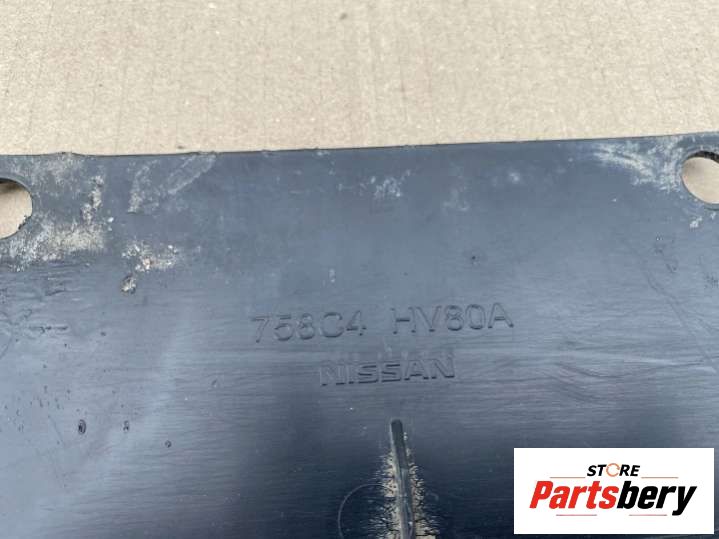 758C4 HV80A
NISSAN
STORE
Partsbery